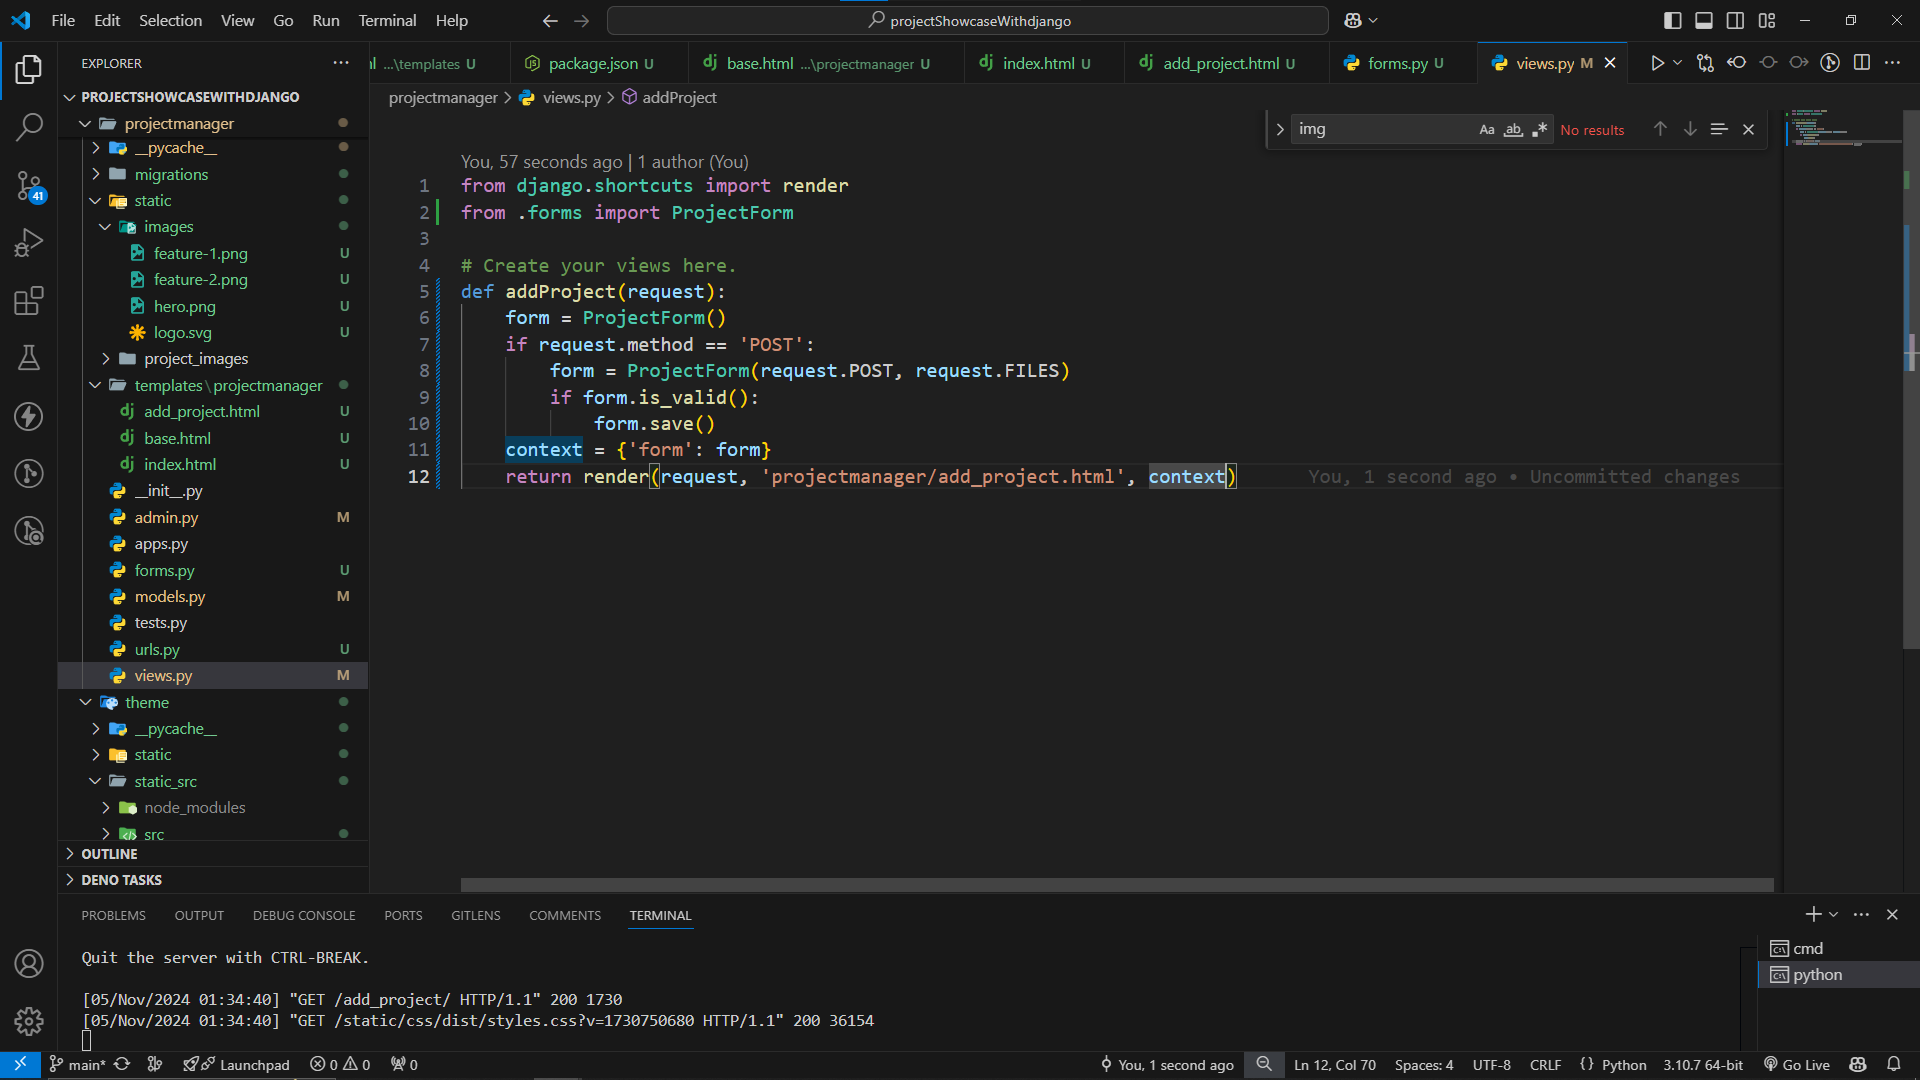 File Edit Selection View Go Run Terminal Help
projectShowcaseWithdjango
EXPLORER
al ...\templates U
package.json U
base.html ...\projectmanager U
index.html U
add_project.html U
forms.py U
views.py M
projectmanager > views.py > addProject
PROJECTSHOWCASEWITHDJANGO
projectmanager
__pycache__
migrations
static
images
feature-1.png U
feature-2.png U
hero.png U
logo.svg U
project_images
templates\projectmanager
add_project.html U
base.html U
index.html U
__init__.py
admin.py M
apps.py
forms.py U
models.py M
tests.py
urls.py U
views.py M
theme
__pycache__
static
static_src
node_modules
src
OUTLINE
DENO TASKS
41
img
Aa ab .* No results
You, 57 seconds ago | 1 author (You)
1 from django.shortcuts import render
2 from .forms import ProjectForm
3
4 # Create your views here.
5 def addProject(request):
6 form = ProjectForm()
7 if request.method == 'POST':
8 form = ProjectForm(request.POST, request.FILES)
9 if form.is_valid():
10 form.save()
11 context = {'form': form}
12 return render(request, 'projectmanager/add_project.html', context) You, 1 second ago • Uncommitted changes
PROBLEMS OUTPUT DEBUG CONSOLE PORTS GITLENS COMMENTS TERMINAL
Quit the server with CTRL-BREAK.
[05/Nov/2024 01:34:40] "GET /add_project/ HTTP/1.1" 200 1730
[05/Nov/2024 01:34:40] "GET /static/css/dist/styles.css?v=1730750680 HTTP/1.1" 200 36154
cmd
python
main* Launchpad 0 0 0 You, 1 second ago Ln 12, Col 70 Spaces: 4 UTF-8 CRLF {} Python 3.10.7 64-bit Go Live